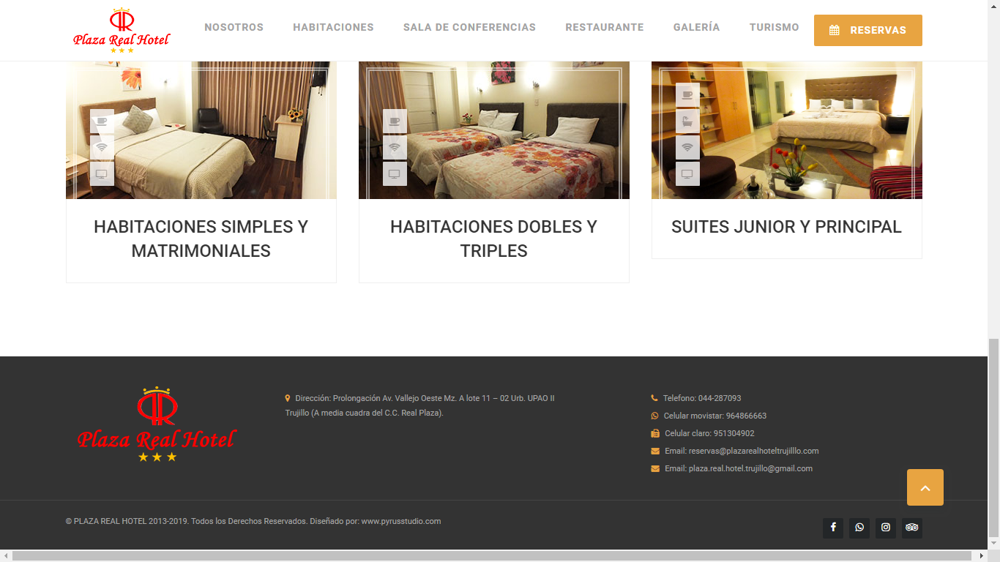 Plaza Real Hotel
NOSOTROS
HABITACIONES
SALA DE CONFERENCIAS
RESTAURANTE
GALERÍA
TURISMO
RESERVAS
HABITACIONES SIMPLES Y
MATRIMONIALES
HABITACIONES DOBLES Y
TRIPLES
SUITES JUNIOR Y PRINCIPAL
Plaza Real Hotel
Dirección: Prolongación Av. Vallejo Oeste Mz. A lote 11 – 02 Urb. UPAO II
Trujillo (A media cuadra del C.C. Real Plaza).
Telefono: 044-287093
Celular movistar: 964866663
Celular claro: 951304902
Email: reservas@plazarealhoteltrujilllo.com
Email: plaza.real.hotel.trujillo@gmail.com
© PLAZA REAL HOTEL 2013-2019. Todos los Derechos Reservados. Diseñado por: www.pyrusstudio.com